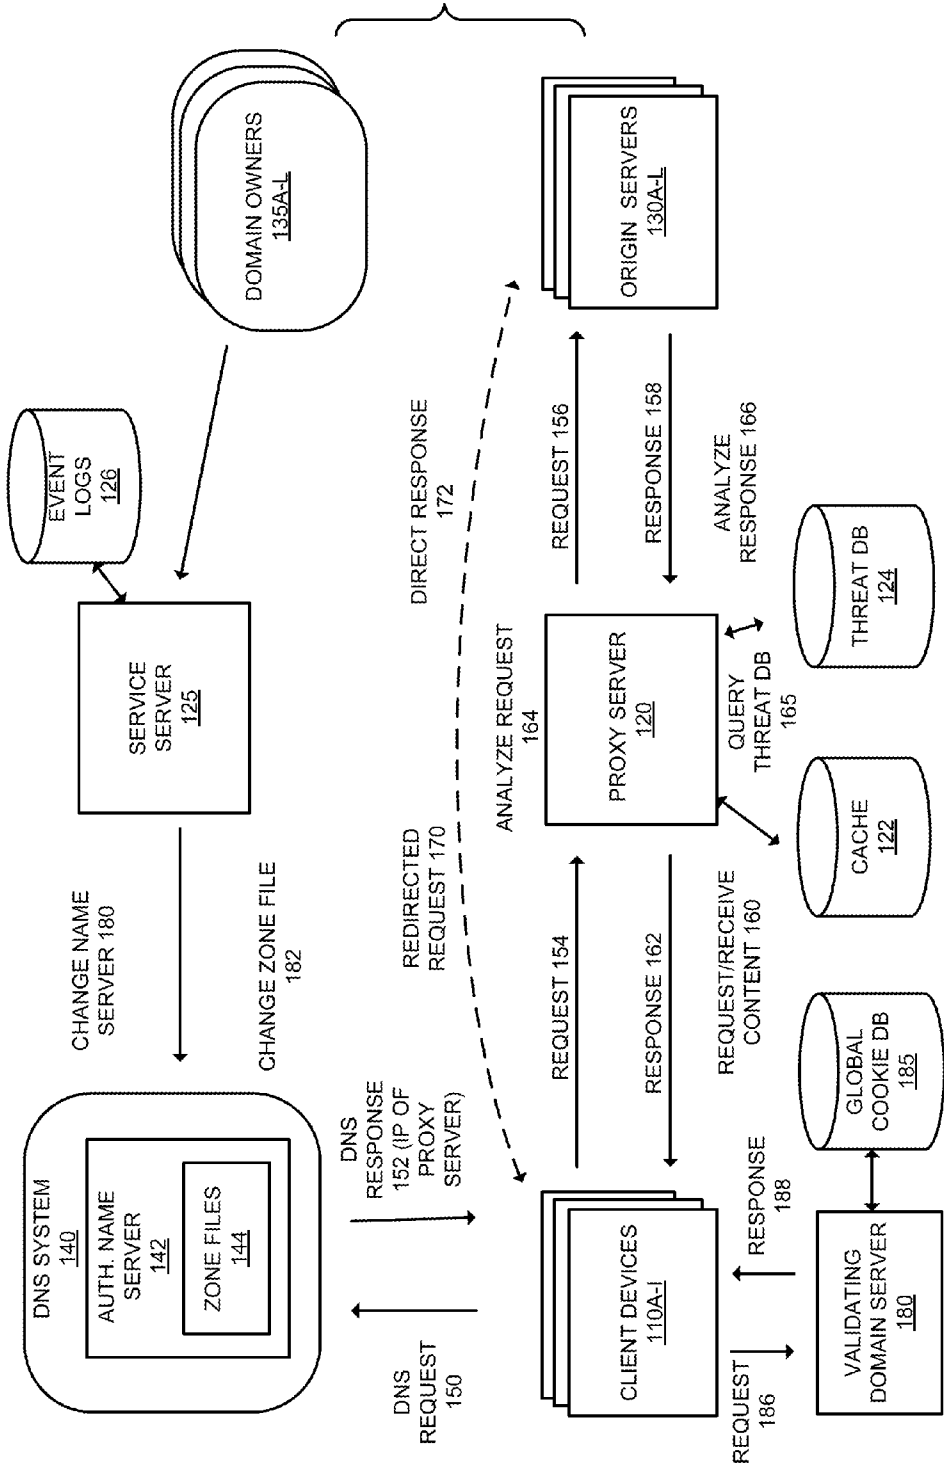 DNS SYSTEM
140
AUTH. NAME
SERVER
142
ZONE FILES
144
CHANGE NAME
SERVER 180
CHANGE ZONE FILE
182
SERVICE
SERVER
125
EVENT
LOGS
126
DOMAIN OWNERS
135A-L
DNS
REQUEST
150
DNS
RESPONSE
152 (IP OF
PROXY
SERVER)
REDIRECTED
REQUEST 170
DIRECT RESPONSE
172
ANALYZE REQUEST
164
CLIENT DEVICES
110A-I
REQUEST 154
RESPONSE 162
PROXY SERVER
120
REQUEST 156
RESPONSE 158
ORIGIN SERVERS
130A-L
REQUEST
186
RESPONSE
188
REQUEST/RECEIVE
CONTENT 160
QUERY
THREAT DB
165
ANALYZE
RESPONSE 166
VALIDATING
DOMAIN SERVER
180
GLOBAL
COOKIE DB
185
CACHE
122
THREAT DB
124